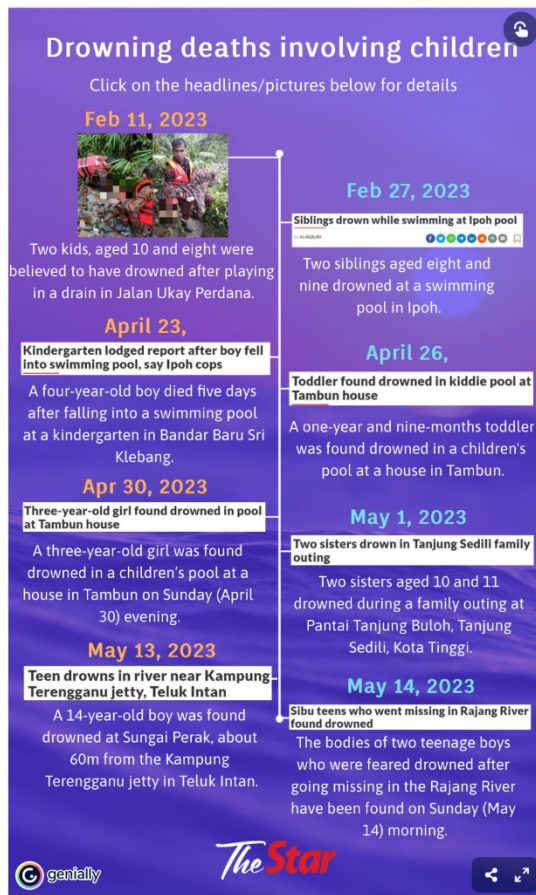 Drowning deaths involving children
Click on the headlines/pictures below for details
Feb 11, 2023
Two kids, aged 10 and eight were
believed to have drowned after playing
in a drain in Jalan Ukay Perdana.
Feb 27, 2023
Siblings drown while swimming at Ipoh pool
Two siblings aged eight and
nine drowned at a swimming
pool in Ipoh.
April 23,
Kindergarten lodged report after boy fell
into swimming pool, say Ipoh cops
A four-year-old boy died five days
after falling into a swimming pool
at a kindergarten in Bandar Baru Sri
Klebang.
April 26,
Toddler found drowned in kiddie pool at
Tambun house
A one-year and nine-months toddler
was found drowned in a children's
pool at a house in Tambun.
Apr 30, 2023
Three-year-old girl found drowned in pool
at Tambun house
A three-year-old girl was found
drowned in a children’s pool at a
house in Tambun on Sunday (April
30) evening.
May 1, 2023
Two sisters drown in Tanjung Sedili family
outing
Two sisters aged 10 and 11
drowned during a family outing at
Pantai Tanjung Buloh, Tanjung
Sedili, Kota Tinggi.
May 13, 2023
Teen drowns in river near Kampung
Terengganu jetty, Teluk Intan
A 14-year-old boy was found
drowned at Sungai Perak, about
60m from the Kampung
Terengganu jetty in Teluk Intan.
May 14, 2023
Sibu teens who went missing in Rajang River
found drowned
The bodies of two teenage boys
who were feared drowned after
going missing in the Rajang River
have been found on Sunday (May
14) morning.
The Star
genially